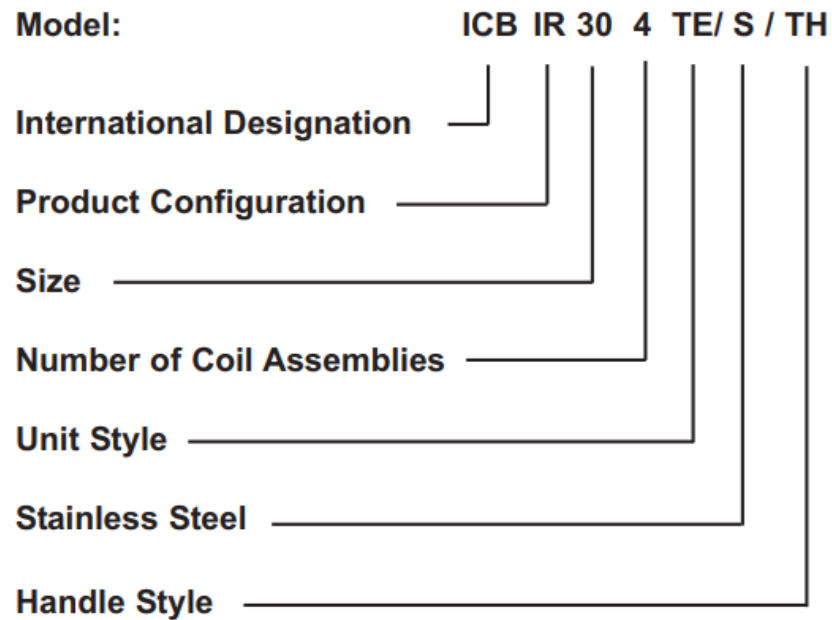 Model: ICB IR 30 4 TE/ S / TH
International Designation
Product Configuration
Size
Number of Coil Assemblies
Unit Style
Stainless Steel
Handle Style